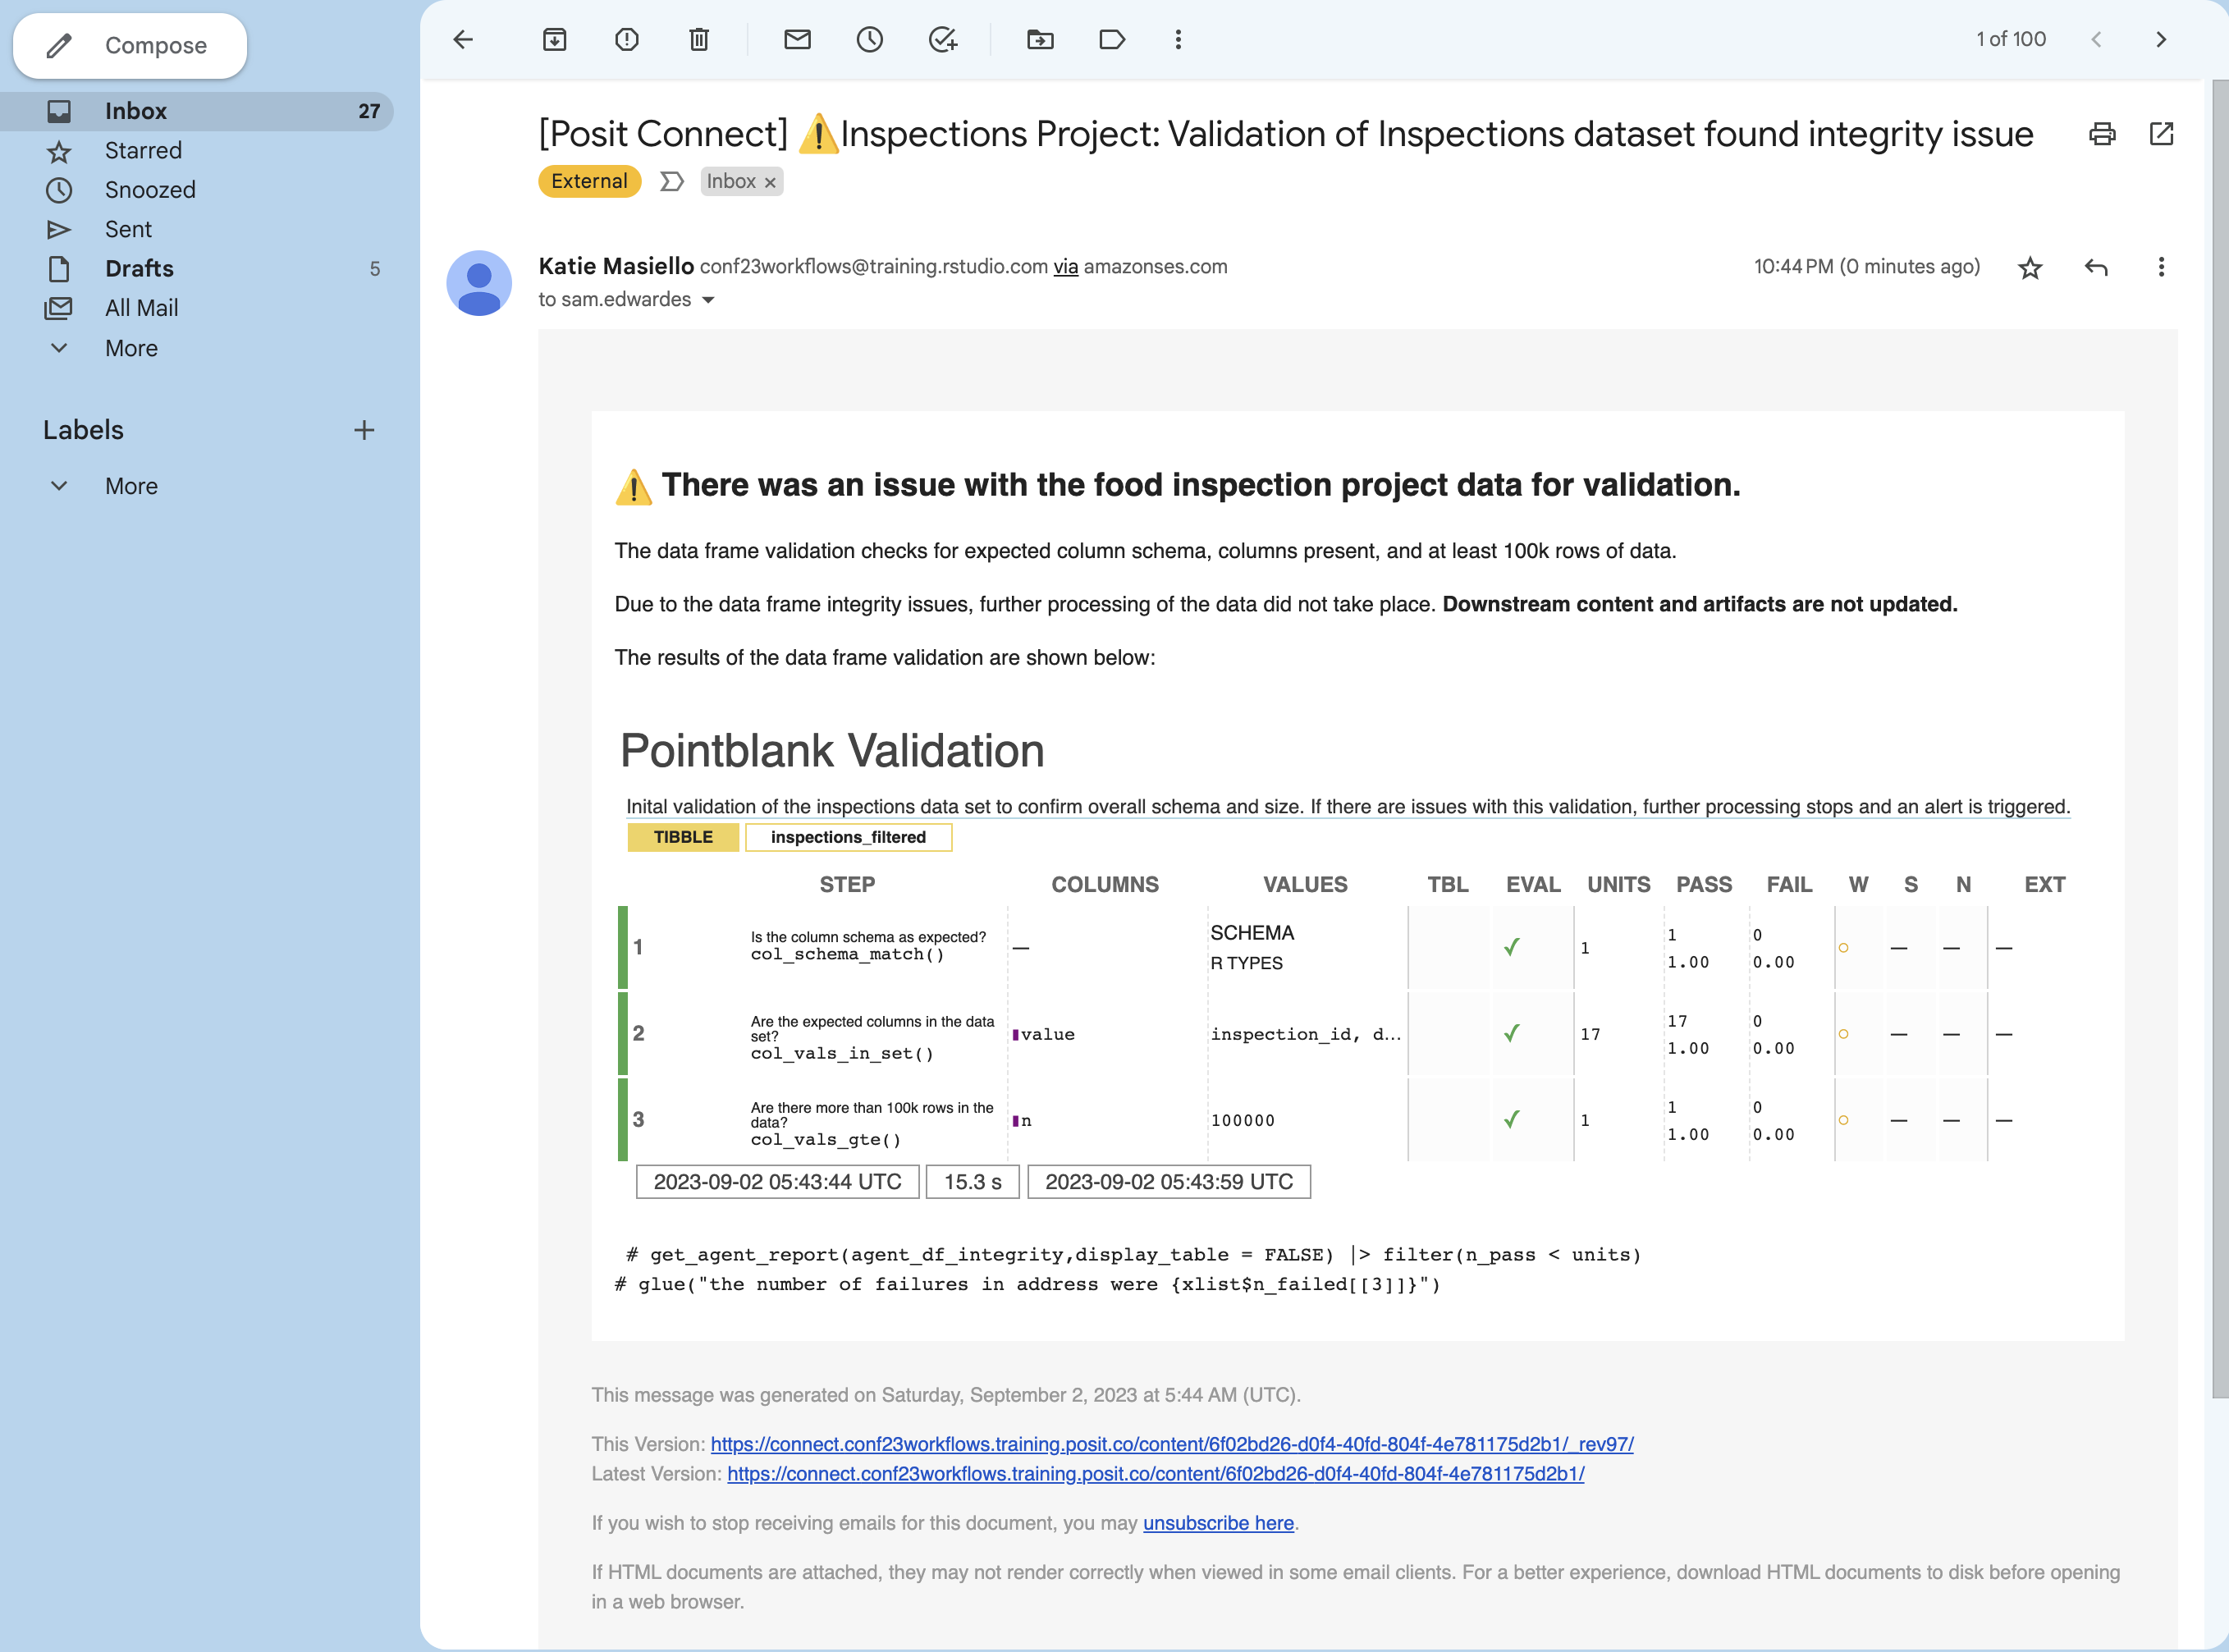 Compose
Inbox 27
Starred
Snoozed
Sent
Drafts 5
All Mail
More
Labels
More
1 of 100
[Posit Connect] ⚠️Inspections Project: Validation of Inspections dataset found integrity issue
External Inbox ×
Katie Masiello conf23workflows@training.rstudio.com via amazonses.com 10:44 PM (0 minutes ago)
to sam.edwardes
⚠️ There was an issue with the food inspection project data for validation.
The data frame validation checks for expected column schema, columns present, and at least 100k rows of data.
Due to the data frame integrity issues, further processing of the data did not take place. Downstream content and artifacts are not updated.
The results of the data frame validation are shown below:
Pointblank Validation
Inital validation of the inspections data set to confirm overall schema and size. If there are issues with this validation, further processing stops and an alert is triggered.
TIBBLE inspections_filtered
STEP COLUMNS VALUES TBL EVAL UNITS PASS FAIL W S N EXT
1 Is the column schema as expected?
col_schema_match() — SCHEMA
R TYPES ✓ 1 1
1.00 0
0.00 ○ — — —
2 Are the expected columns in the data
set?
col_vals_in_set() value inspection_id, d… ✓ 17 17
1.00 0
0.00 ○ — — —
3 Are there more than 100k rows in the
data?
col_vals_gte() n 100000 ✓ 1 1
1.00 0
0.00 ○ — — —
2023-09-02 05:43:44 UTC 15.3 s 2023-09-02 05:43:59 UTC
# get_agent_report(agent_df_integrity,display_table = FALSE) |> filter(n_pass < units)
# glue("the number of failures in address were {xlist$n_failed[[3]]}")
This message was generated on Saturday, September 2, 2023 at 5:44 AM (UTC).
This Version: https://connect.conf23workflows.training.posit.co/content/6f02bd26-d0f4-40fd-804f-4e781175d2b1/_rev97/
Latest Version: https://connect.conf23workflows.training.posit.co/content/6f02bd26-d0f4-40fd-804f-4e781175d2b1/
If you wish to stop receiving emails for this document, you may unsubscribe here.
If HTML documents are attached, they may not render correctly when viewed in some email clients. For a better experience, download HTML documents to disk before opening
in a web browser.